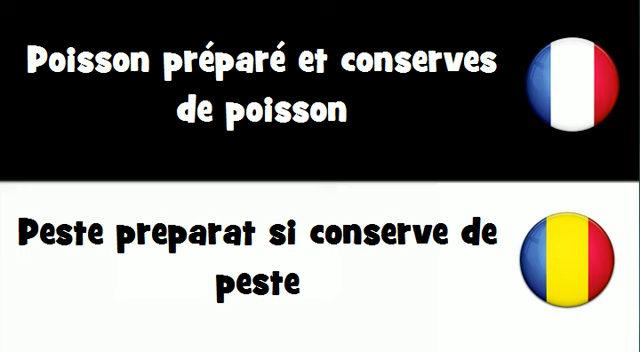 Poisson préparé et conserves
de poisson
Peste preparat si conserve de
peste